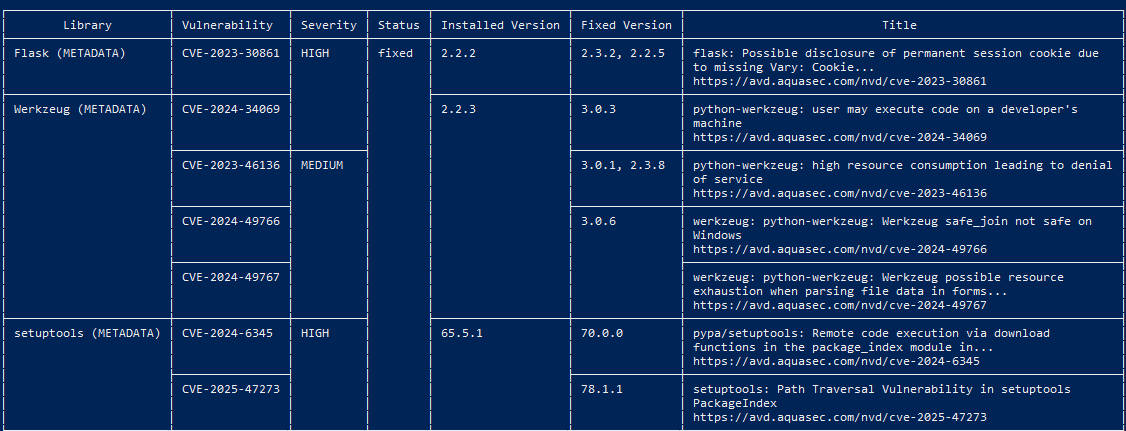 Library Vulnerability Severity Status Installed Version Fixed Version Title
Flask (METADATA) CVE-2023-30861 HIGH fixed 2.2.2 2.3.2, 2.2.5 flask: Possible disclosure of permanent session cookie due
to missing Vary: Cookie...
https://avd.aquasec.com/nvd/cve-2023-30861
Werkzeug (METADATA) CVE-2024-34069 2.2.3 3.0.3 python-werkzeug: user may execute code on a developer's
machine
https://avd.aquasec.com/nvd/cve-2024-34069
CVE-2023-46136 MEDIUM 3.0.1, 2.3.8 python-werkzeug: high resource consumption leading to denial
of service
https://avd.aquasec.com/nvd/cve-2023-46136
CVE-2024-49766 3.0.6 werkzeug: python-werkzeug: Werkzeug safe_join not safe on
Windows
https://avd.aquasec.com/nvd/cve-2024-49766
CVE-2024-49767 werkzeug: python-werkzeug: Werkzeug possible resource
exhaustion when parsing file data in forms...
https://avd.aquasec.com/nvd/cve-2024-49767
setuptools (METADATA) CVE-2024-6345 HIGH 65.5.1 70.0.0 pypa/setuptools: Remote code execution via download
functions in the package_index module in...
https://avd.aquasec.com/nvd/cve-2024-6345
CVE-2025-47273 78.1.1 setuptools: Path Traversal Vulnerability in setuptools
PackageIndex
https://avd.aquasec.com/nvd/cve-2025-47273